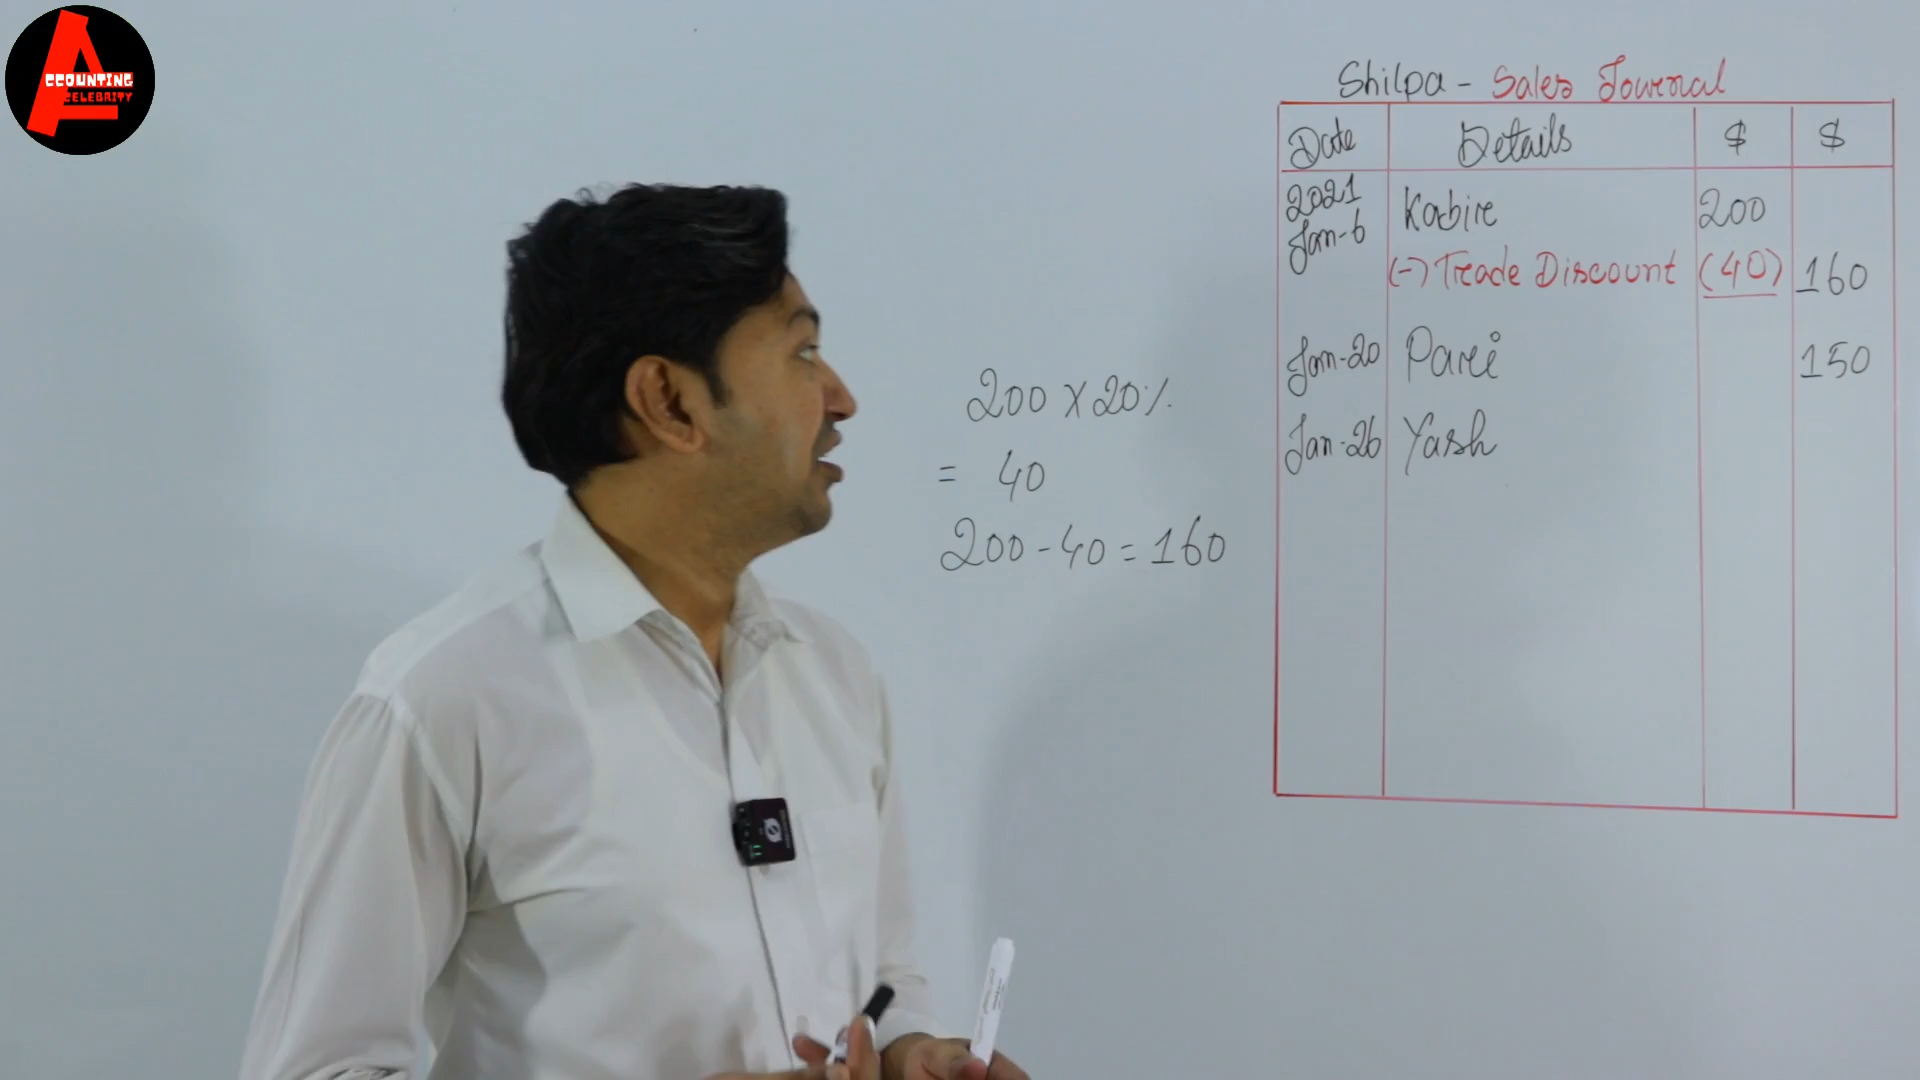 ACCOUNTING
CELEBRITY
Shilpa - Sales Journal
Date Details $ $
2021
Jan-6 Kabir 200
(-) Trade Discount (40) 160
Jan-20 Pari 150
Jan-26 Yash
200 X 20%
= 40
200 - 40 = 160